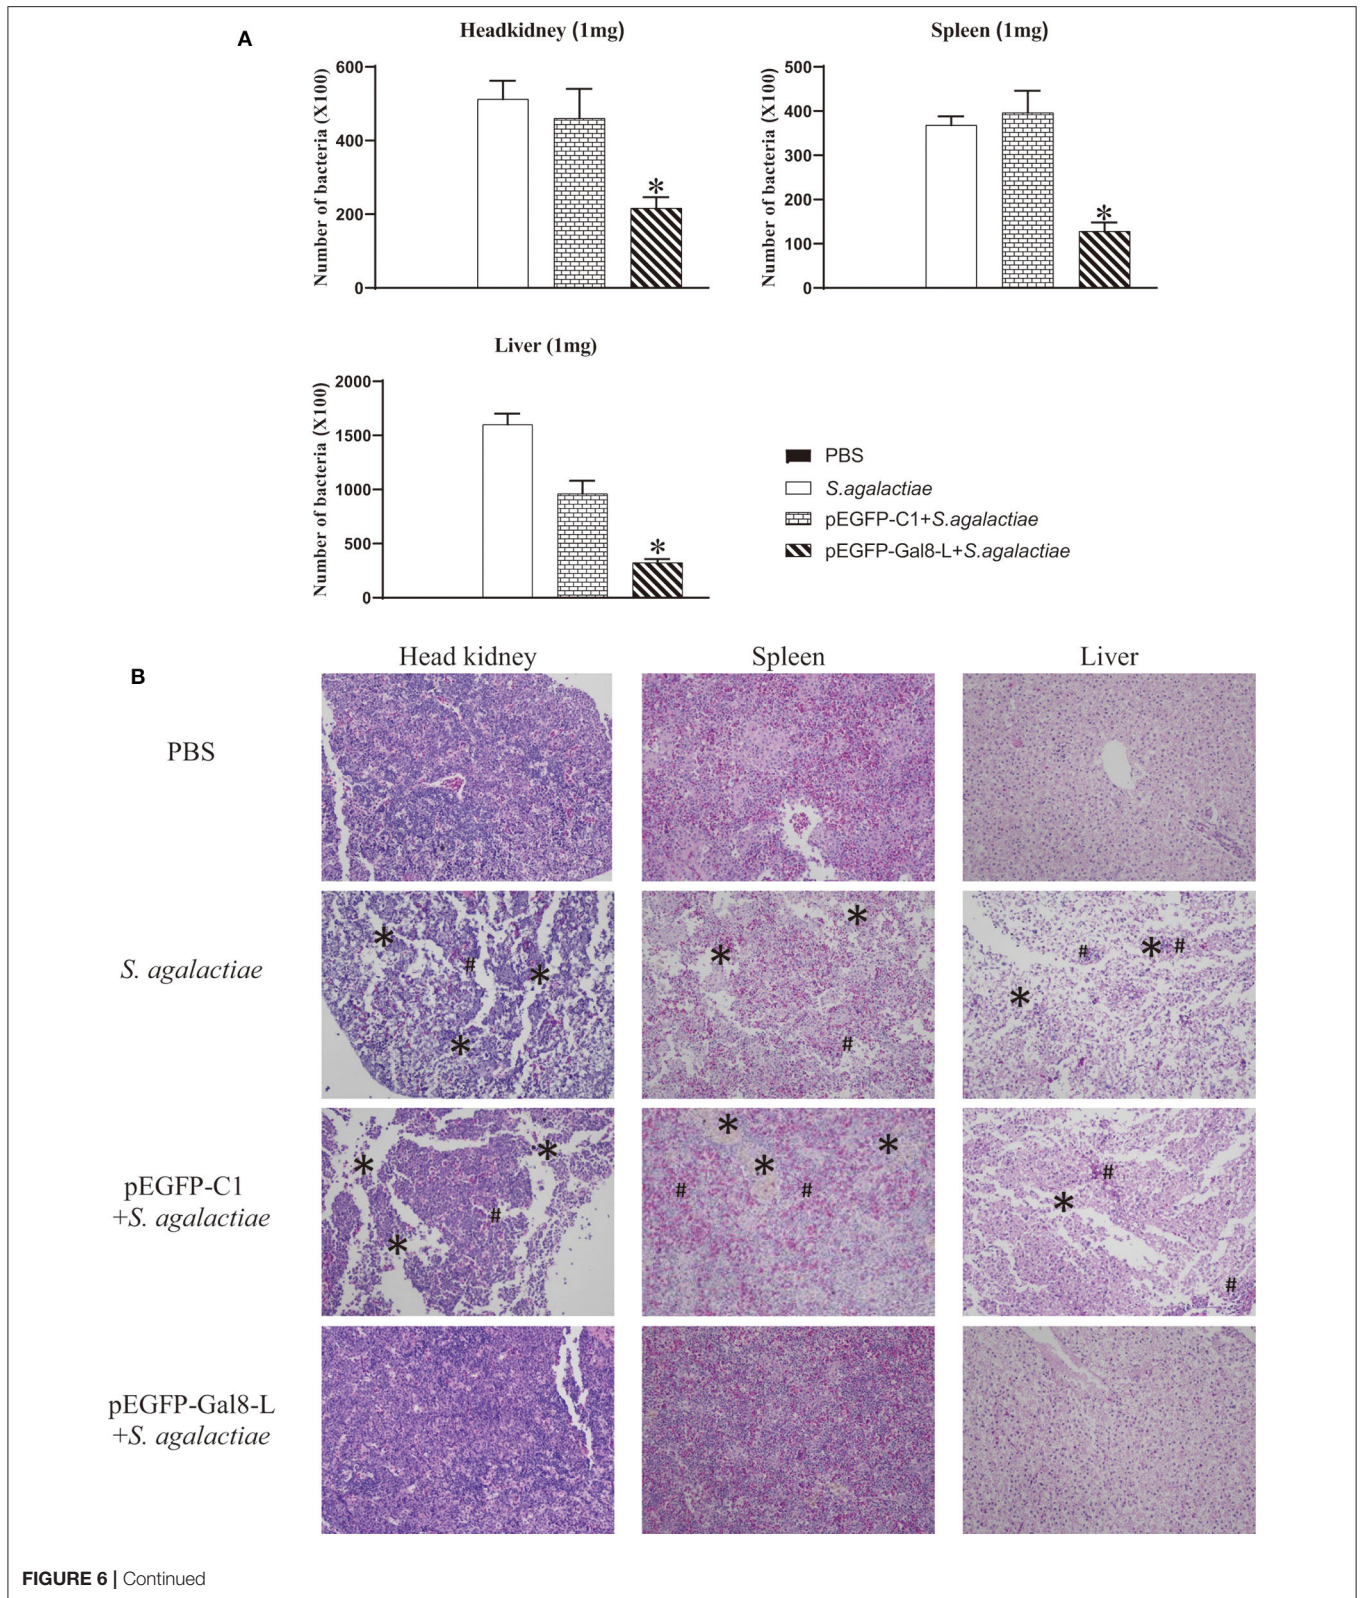 A
Headkidney (1mg)
Number of bacteria (X100)
600
400
200
0
*
Spleen (1mg)
Number of bacteria (X100)
500
400
300
200
100
0
*
Liver (1mg)
Number of bacteria (X100)
2000
1500
1000
500
0
*
PBS
S.agalactiae
pEGFP-C1+S.agalactiae
pEGFP-Gal8-L+S.agalactiae
B
Head kidney
Spleen
Liver
PBS
S. agalactiae
* # * *
* * #
# * # *
pEGFP-C1
+S. agalactiae
* * # *
* * * # #
# * #
pEGFP-Gal8-L
+S. agalactiae
FIGURE 6 | Continued